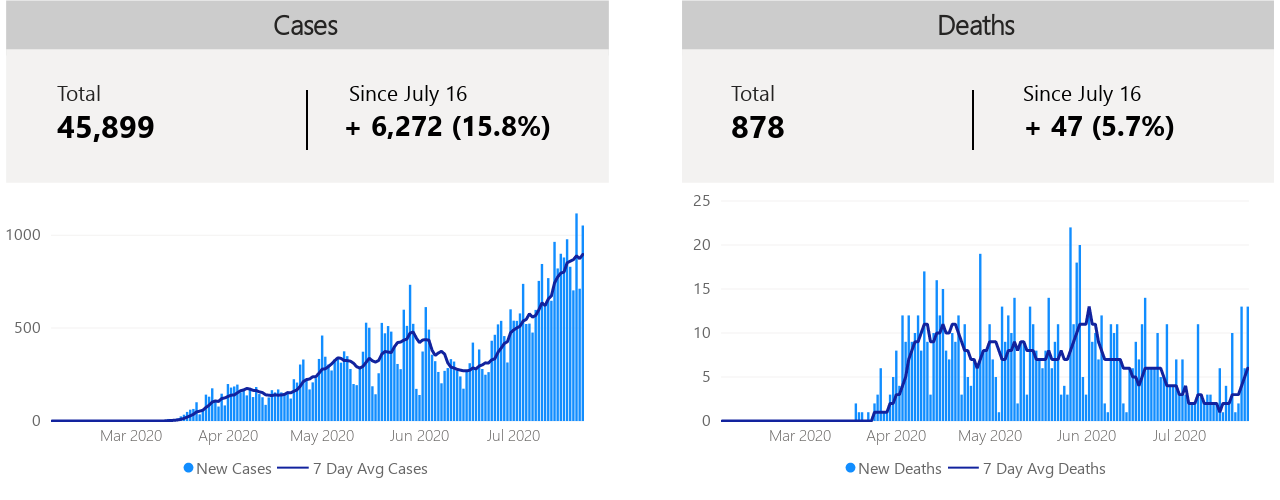 Cases
Total
Since July 16
45,899
+ 6,272 (15.8%)
1000
500
0
Mar 2020 Apr 2020 May 2020 Jun 2020 Jul 2020
New Cases 7 Day Avg Cases
Deaths
Total
Since July 16
878
+ 47 (5.7%)
25
20
15
10
5
0
Mar 2020 Apr 2020 May 2020 Jun 2020 Jul 2020
New Deaths 7 Day Avg Deaths